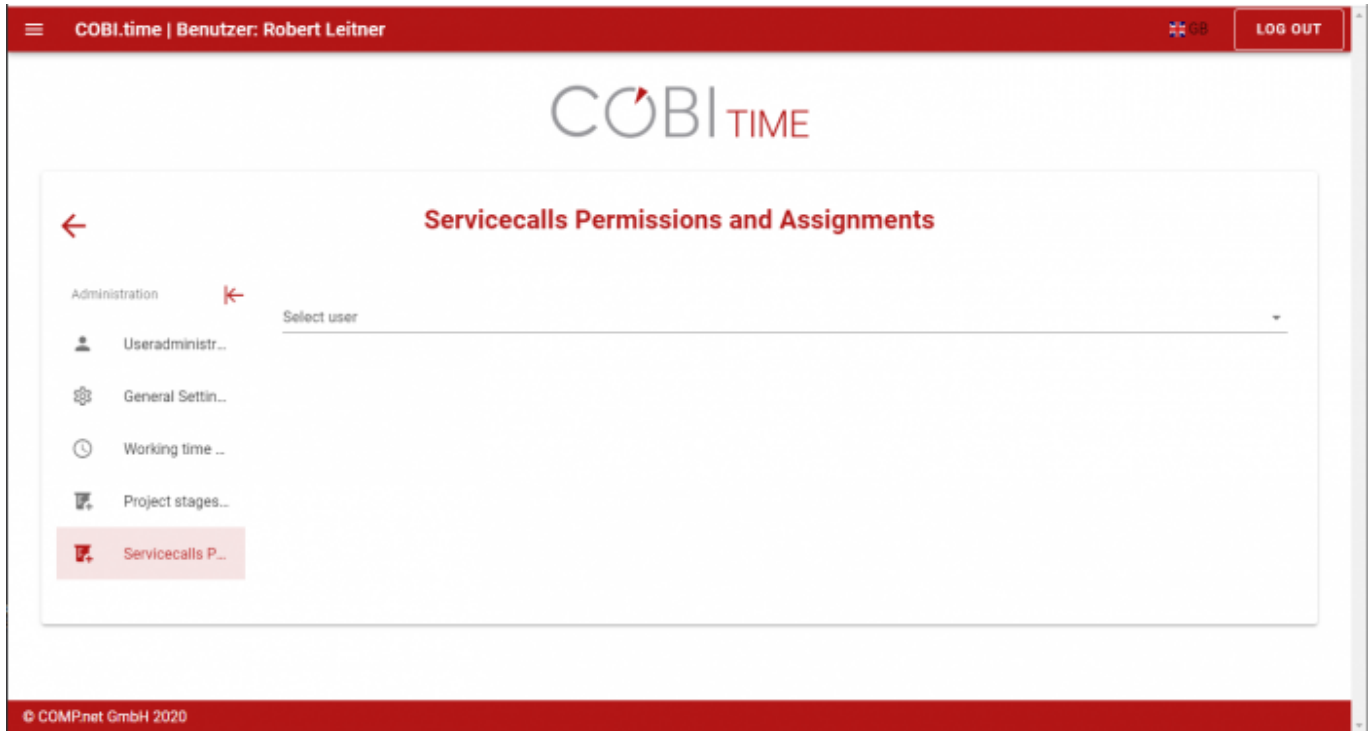 COBI.time | Benutzer: Robert Leitner
GB
LOG OUT
COBI TIME
Servicecalls Permissions and Assignments
Administration
Select user
Useradministr...
General Settin...
Working time ...
Project stages...
Servicecalls P...
© COMP.net GmbH 2020